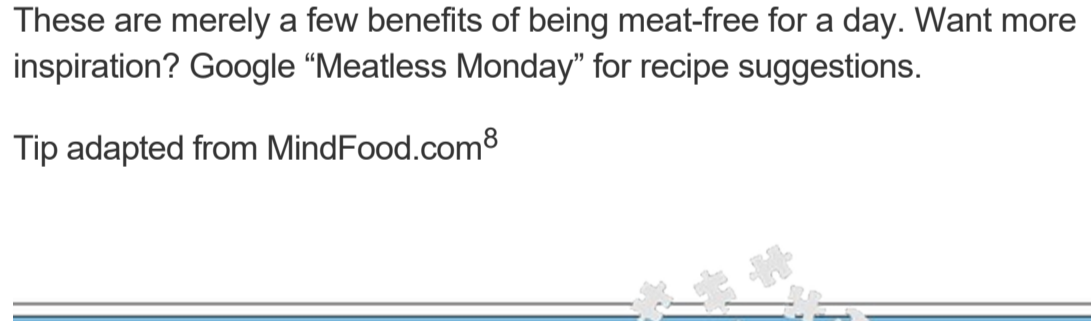 These are merely a few benefits of being meat-free for a day. Want more
inspiration? Google “Meatless Monday” for recipe suggestions.
Tip adapted from MindFood.com8